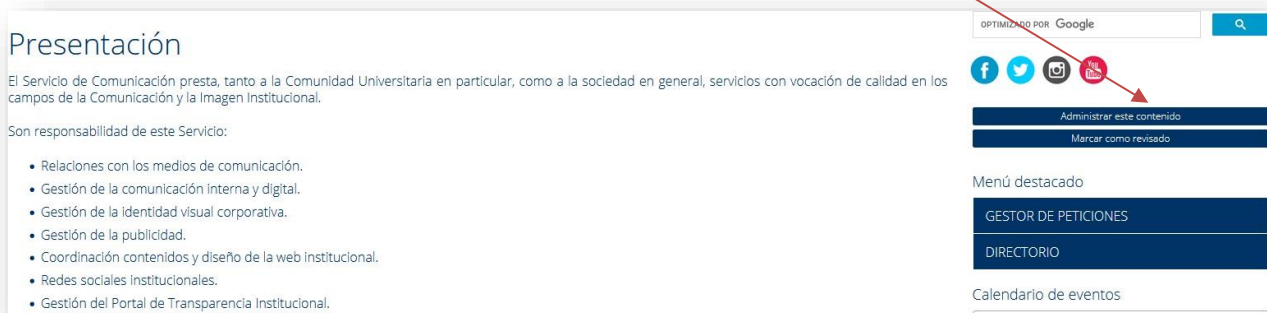 Presentación
El Servicio de Comunicación presta, tanto a la Comunidad Universitaria en particular, como a la sociedad en general, servicios con vocación de calidad en los
campos de la Comunicación y la Imagen Institucional.
Son responsabilidad de este Servicio:
• Relaciones con los medios de comunicación.
• Gestión de la comunicación interna y digital.
• Gestión de la identidad visual corporativa.
• Gestión de la publicidad.
• Coordinación contenidos y diseño de la web institucional.
• Redes sociales institucionales.
• Gestión del Portal de Transparencia Institucional.
OPTIMIZADO POR Google
You Tube
Administrar este contenido
Marcar como revisado
Menú destacado
GESTOR DE PETICIONES
DIRECTORIO
Calendario de eventos